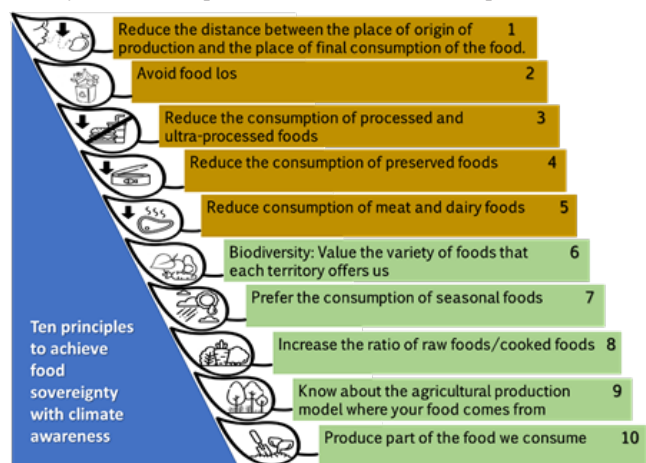 Reduce the distance between the place of origin of 1
production and the place of final consumption of the food.
Avoid food los 2
Reduce the consumption of processed and 3
ultra-processed foods
Reduce the consumption of preserved foods 4
Reduce consumption of meat and dairy foods 5
Biodiversity: Value the variety of foods that 6
each territory offers us
Prefer the consumption of seasonal foods 7
Increase the ratio of raw foods/cooked foods 8
Know about the agricultural production 9
model where your food comes from
Produce part of the food we consume 10
Ten principles
to achieve
food
sovereignty
with climate
awareness